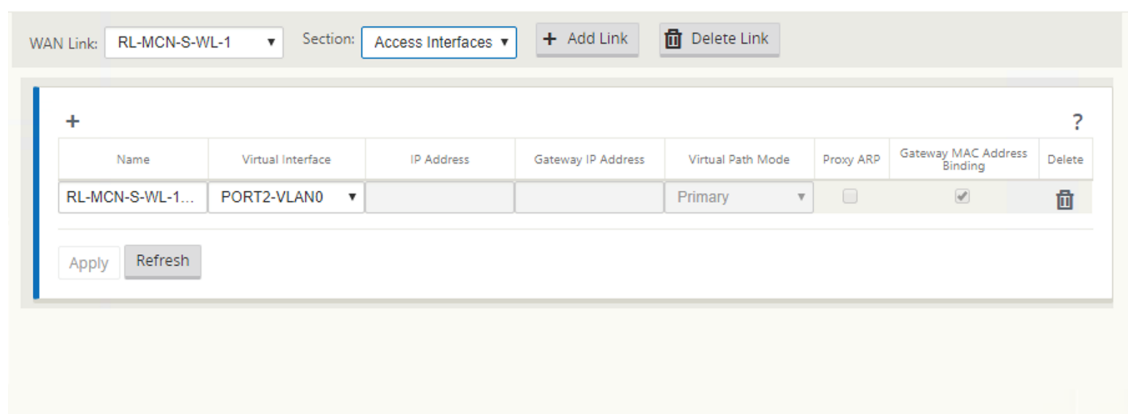 WAN Link: RL-MCN-S-WL-1 Section: Access Interfaces + Add Link Delete Link
+ ?
Name Virtual Interface IP Address Gateway IP Address Virtual Path Mode Proxy ARP Gateway MAC Address Binding Delete
RL-MCN-S-WL-1... PORT2-VLAN0 Primary
Apply Refresh